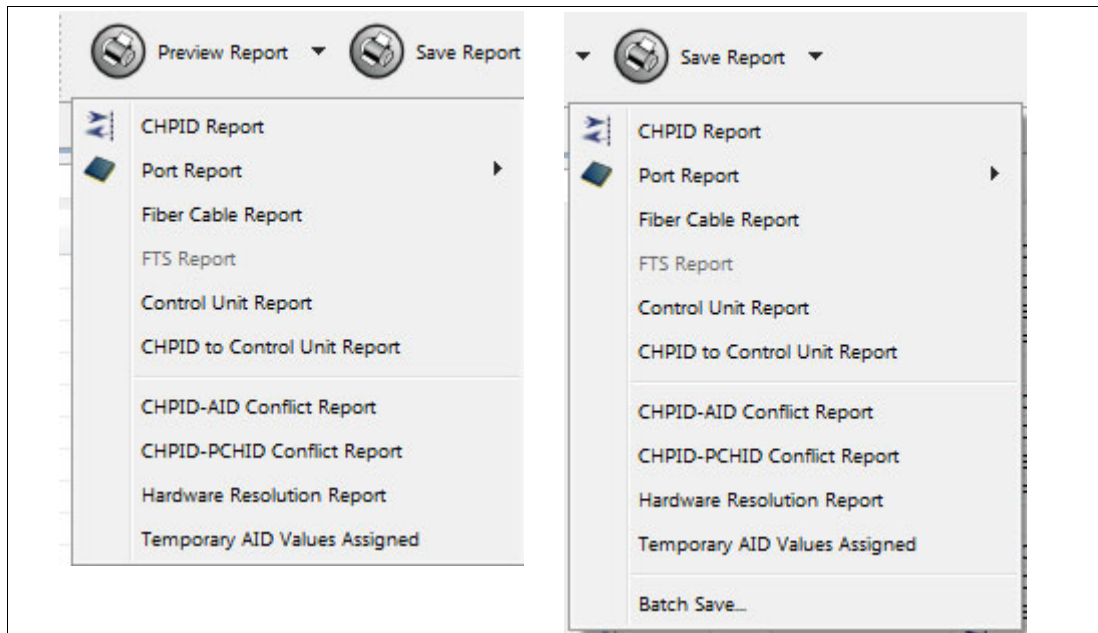 Preview Report
Save Report
CHPID Report
Port Report
Fiber Cable Report
FTS Report
Control Unit Report
CHPID to Control Unit Report
CHPID-AID Conflict Report
CHPID-PCHID Conflict Report
Hardware Resolution Report
Temporary AID Values Assigned
Save Report
CHPID Report
Port Report
Fiber Cable Report
FTS Report
Control Unit Report
CHPID to Control Unit Report
CHPID-AID Conflict Report
CHPID-PCHID Conflict Report
Hardware Resolution Report
Temporary AID Values Assigned
Batch Save...